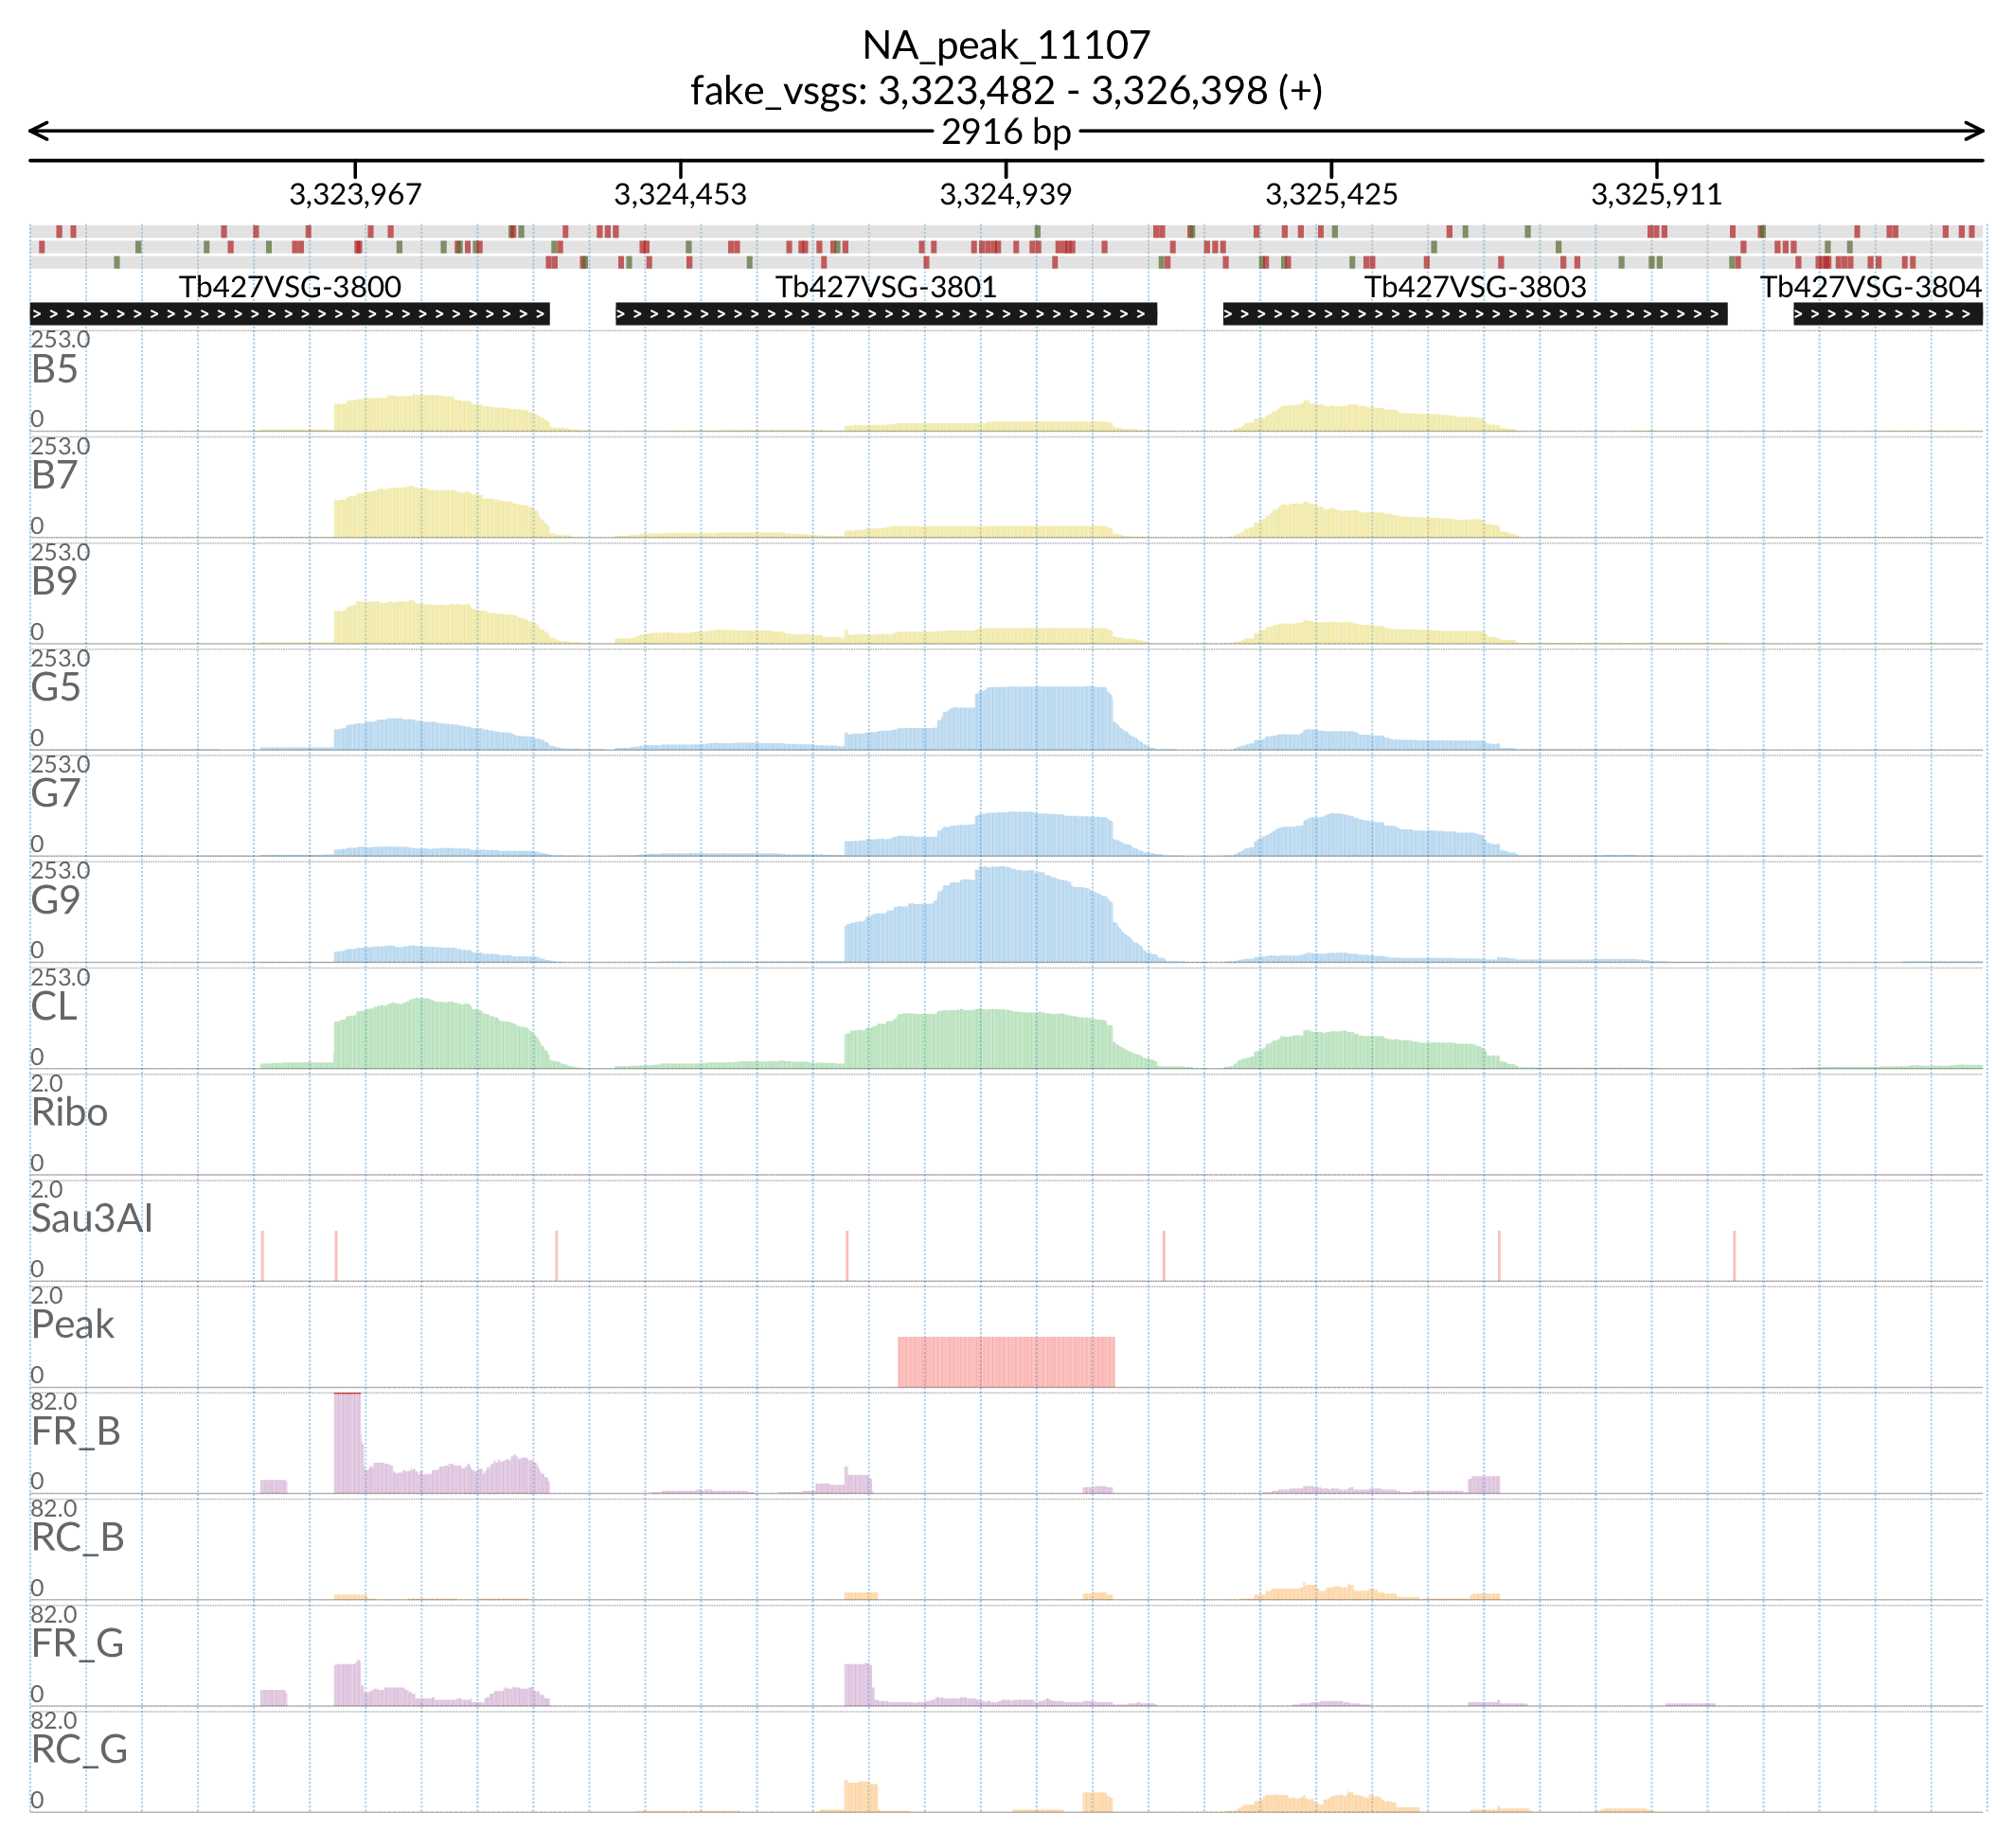 NA_peak_11107
fake_vsgs: 3,323,482 - 3,326,398 (+)
2916 bp
3,323,967 3,324,453 3,324,939 3,325,425 3,325,911
Tb427VSG-3800 Tb427VSG-3801 Tb427VSG-3803 Tb427VSG-3804
253.0
B5
0
253.0
B7
0
253.0
B9
0
253.0
G5
0
253.0
G7
0
253.0
G9
0
253.0
CL
0
2.0
Ribo
0
2.0
Sau3AI
0
2.0
Peak
0
82.0
FR_B
0
82.0
RC_B
0
82.0
FR_G
0
82.0
RC_G
0